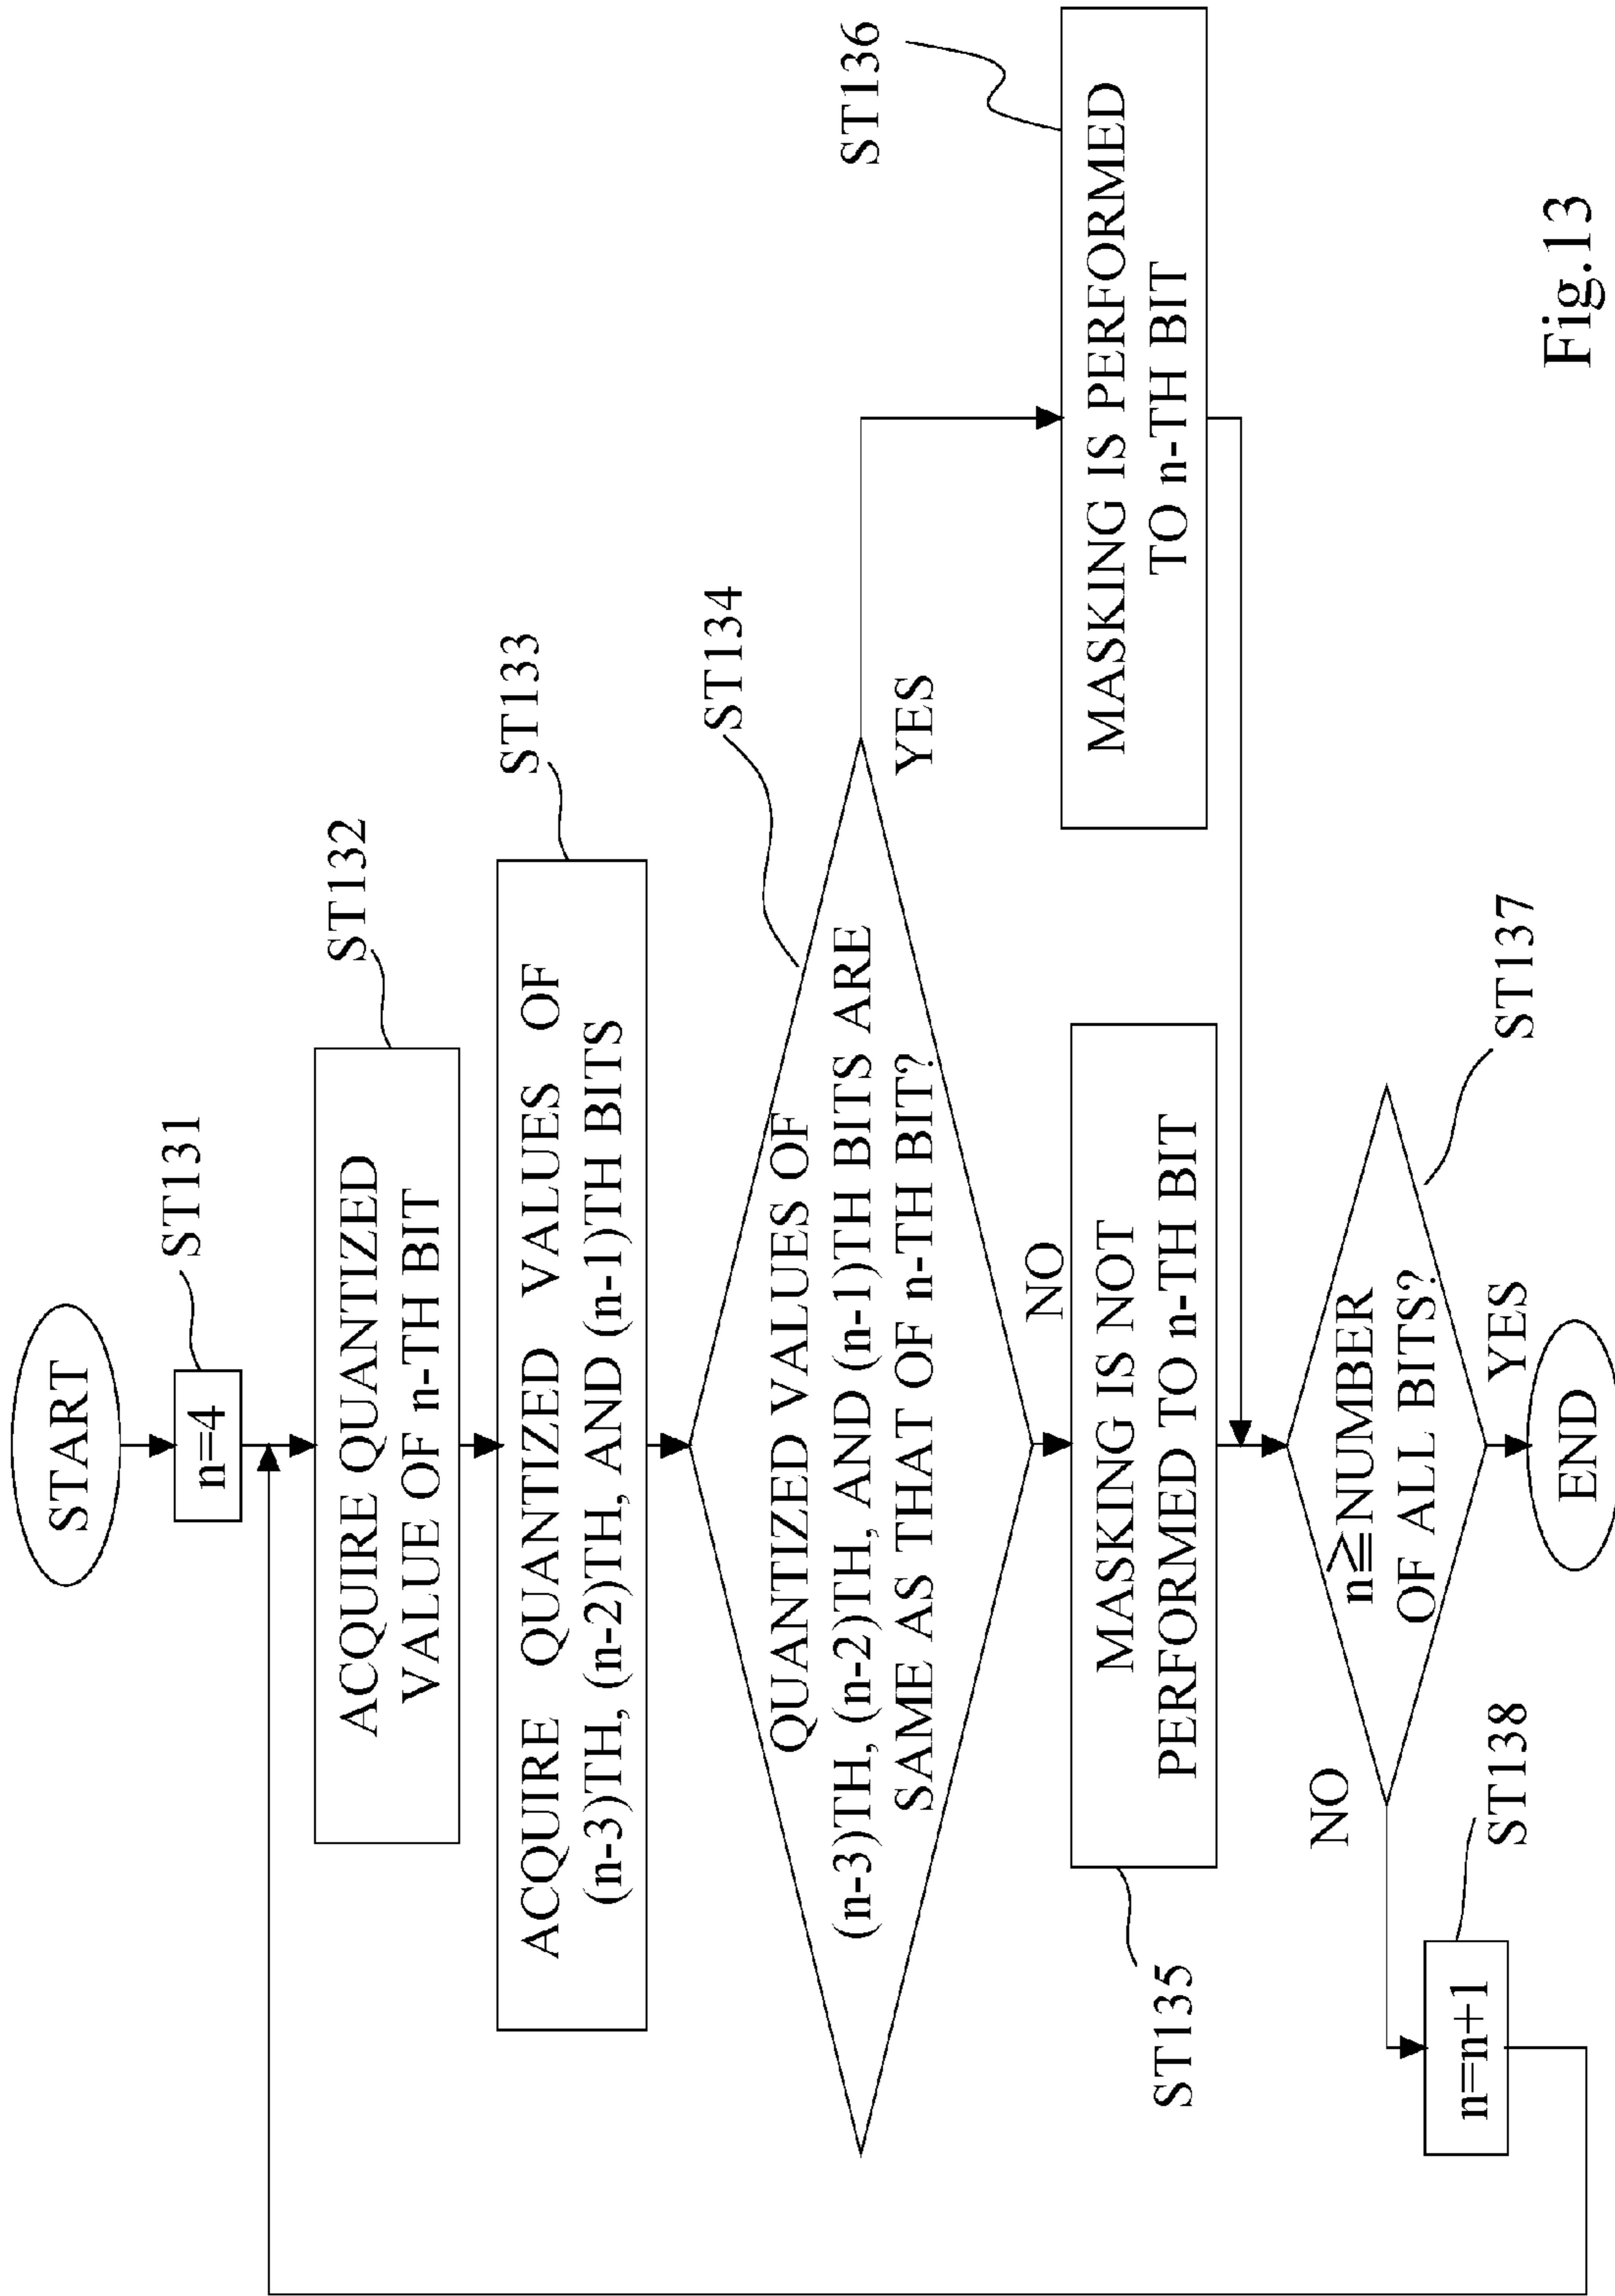 START
ST131
n=4
ST132
ACQUIRE QUANTIZED
VALUE OF n-TH BIT
ST133
ACQUIRE QUANTIZED VALUES OF
(n-3)TH, (n-2)TH, AND (n-1)TH BITS
ST134
QUANTIZED VALUES OF
(n-3)TH, (n-2)TH, AND (n-1)TH BITS ARE
SAME AS THAT OF n-TH BIT?
YES
ST136
MASKING IS PERFORMED
TO n-TH BIT
NO
ST135
MASKING IS NOT
PERFORMED TO n-TH BIT
ST137
n≧NUMBER
OF ALL BITS?
NO
ST138
n=n+1
YES
END
Fig.13